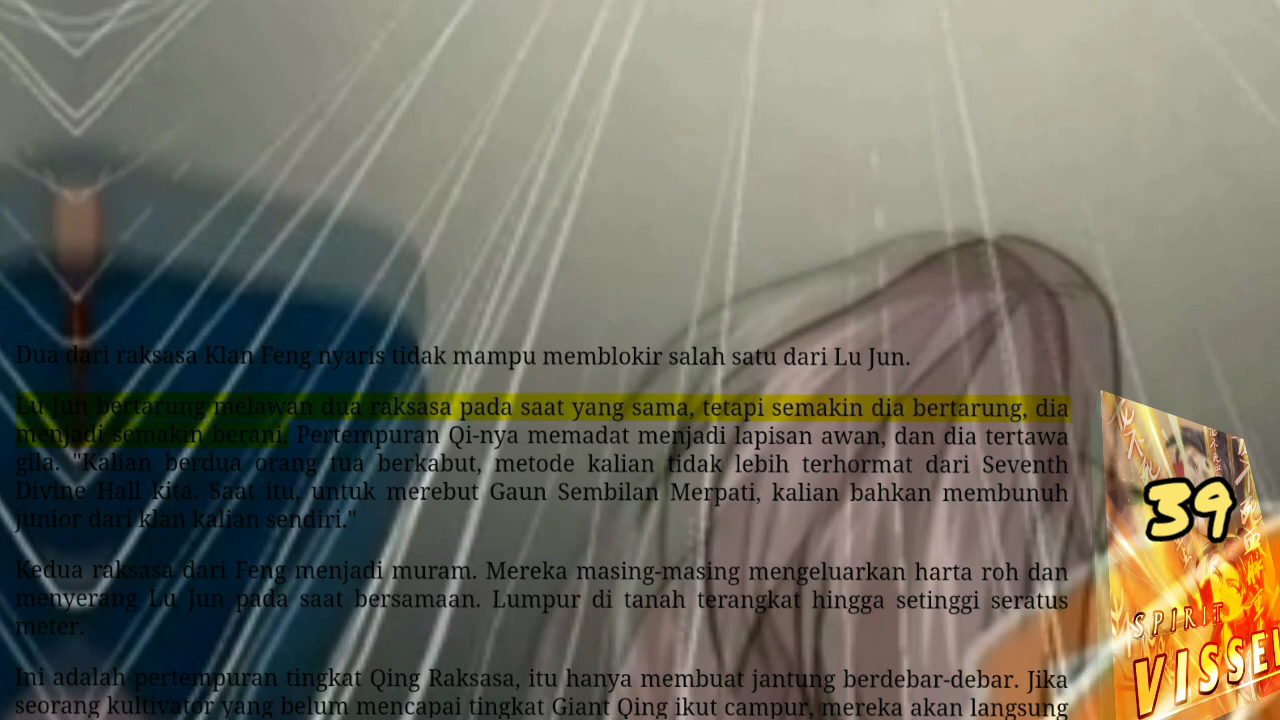 Dua dari raksasa Klan Feng nyaris tidak mampu memblokir salah satu dari Lu Jun.
Lu Jun bertarung melawan dua raksasa pada saat yang sama, tetapi semakin dia bertarung, dia
menjadi semakin berani. Pertempuran Qi-nya memadat menjadi lapisan awan, dan dia tertawa
gila. "Kalian berdua orang tua berkabut, metode kalian tidak lebih terhormat dari Seventh
Divine Hall kita. Saat itu, untuk merebut Gaun Sembilan Merpati, kalian bahkan membunuh
junior dari klan kalian sendiri."
Kedua raksasa dari Feng menjadi muram. Mereka masing-masing mengeluarkan harta roh dan
menyerang Lu Jun pada saat bersamaan. Lumpur di tanah terangkat hingga setinggi seratus
meter.
Ini adalah pertempuran tingkat Qing Raksasa, itu hanya membuat jantung berdebar-debar. Jika
seorang kultivator yang belum mencapai tingkat Giant Qing ikut campur, mereka akan langsung
39
SPIRIT
VISSEL